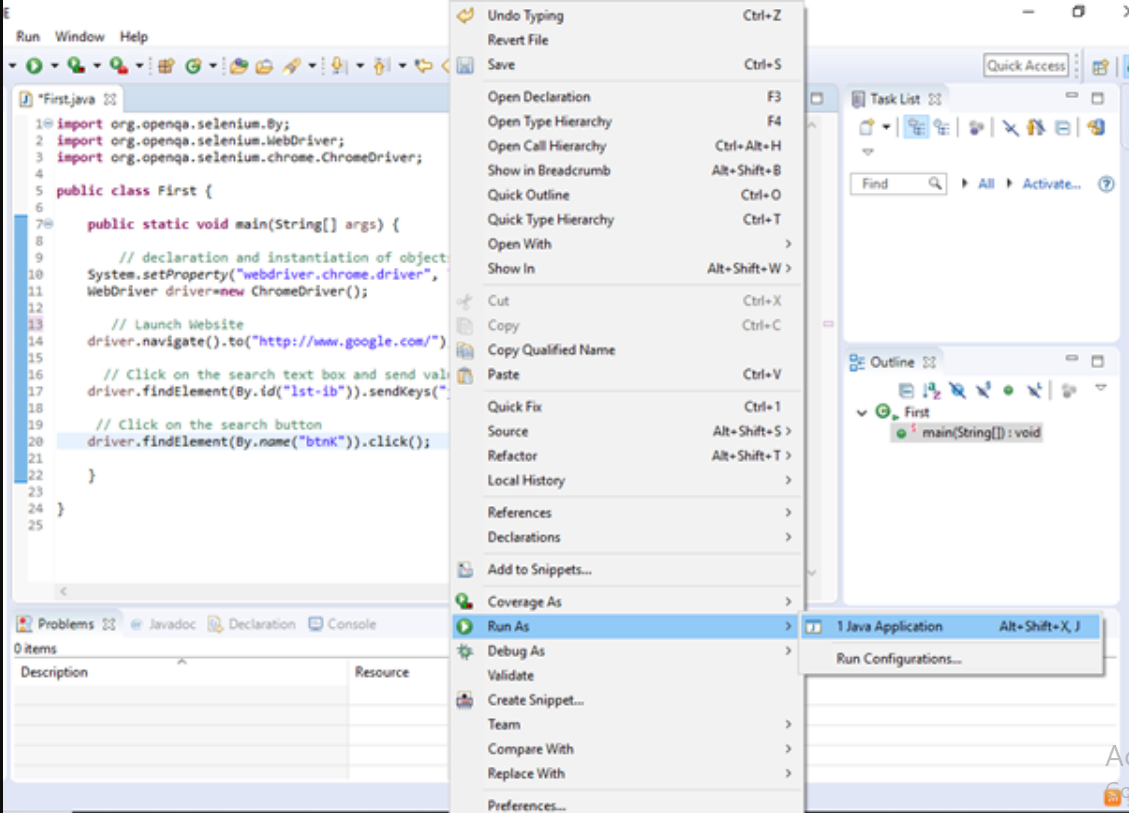 E
Run Window Help
Quick Access
*First.java
1 import org.openqa.selenium.By;
2 import org.openqa.selenium.WebDriver;
3 import org.openqa.selenium.chrome.ChromeDriver;
4
5 public class First {
6
7 public static void main(String[] args) {
8
9 // declaration and instantiation of objects
10 System.setProperty("webdriver.chrome.driver",
11 WebDriver driver=new ChromeDriver();
12
13 // Launch Website
14 driver.navigate().to("http://www.google.com/")
15
16 // Click on the search text box and send val
17 driver.findElement(By.id("lst-ib")).sendKeys("
18
19 // Click on the search button
20 driver.findElement(By.name("btnK")).click();
21
22 }
23
24 }
25
Undo Typing Ctrl+Z
Revert File
Save Ctrl+S
Open Declaration F3
Open Type Hierarchy F4
Open Call Hierarchy Ctrl+Alt+H
Show in Breadcrumb Alt+Shift+B
Quick Outline Ctrl+O
Quick Type Hierarchy Ctrl+T
Open With
Show In Alt+Shift+W >
Cut Ctrl+X
Copy Ctrl+C
Copy Qualified Name
Paste Ctrl+V
Quick Fix Ctrl+1
Source Alt+Shift+S >
Refactor Alt+Shift+T >
Local History
References
Declarations
Add to Snippets...
Coverage As
Run As
Debug As
Validate
Create Snippet...
Team
Compare With
Replace With
Preferences...
1 Java Application Alt+Shift+X, J
Run Configurations...
Task List
Find All Activate...
Outline
First
main(String[]) : void
Problems Javadoc Declaration Console
0 items
Description Resource